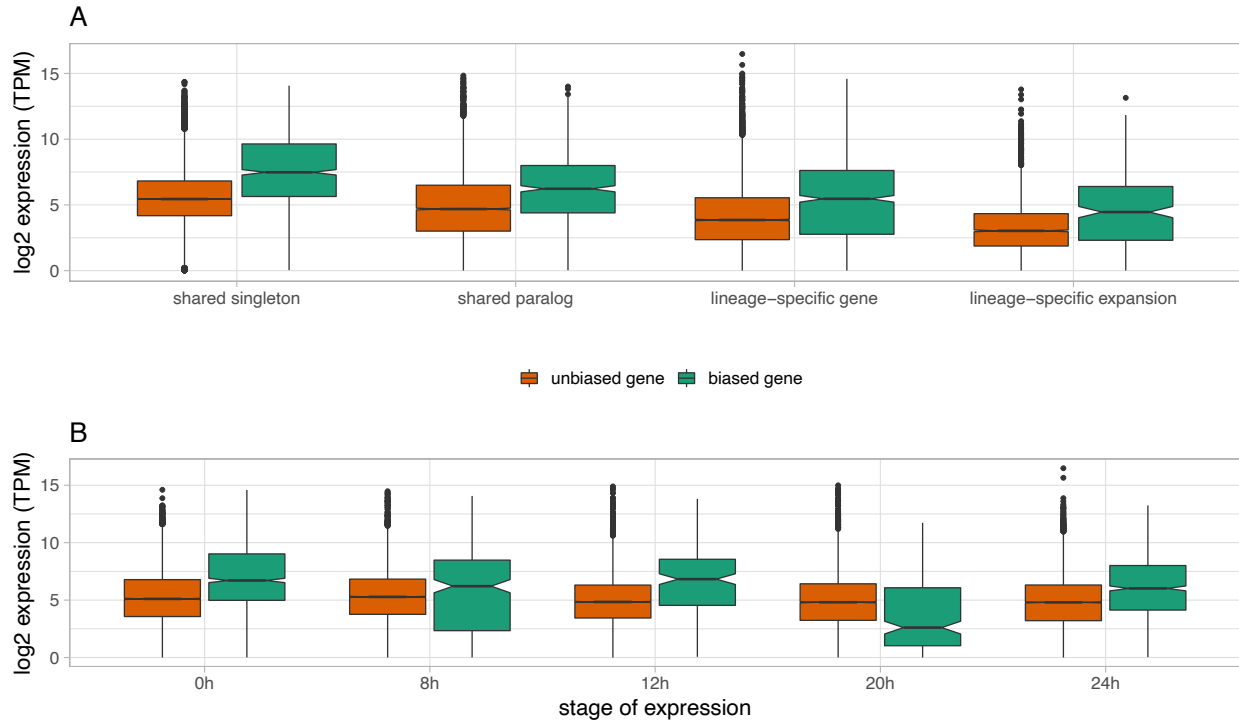 A
log2 expression (TPM)
15
10
5
0
shared singleton
shared paralog
lineage-specific gene
lineage-specific expansion
unbiased gene
biased gene
B
log2 expression (TPM)
15
10
5
0
0h
8h
12h
20h
24h
stage of expression